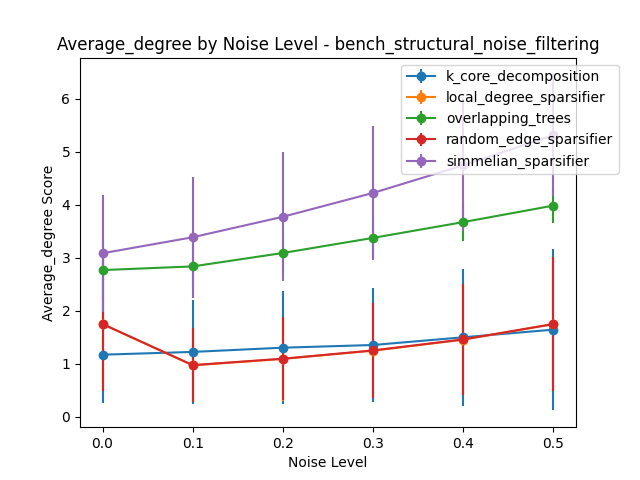 Average_degree by Noise Level - bench_structural_noise_filtering
k_core_decomposition
local_degree_sparsifier
overlapping_trees
random_edge_sparsifier
simmelian_sparsifier
Average_degree Score
6
5
4
3
2
1
0
0.0 0.1 0.2 0.3 0.4 0.5
Noise Level